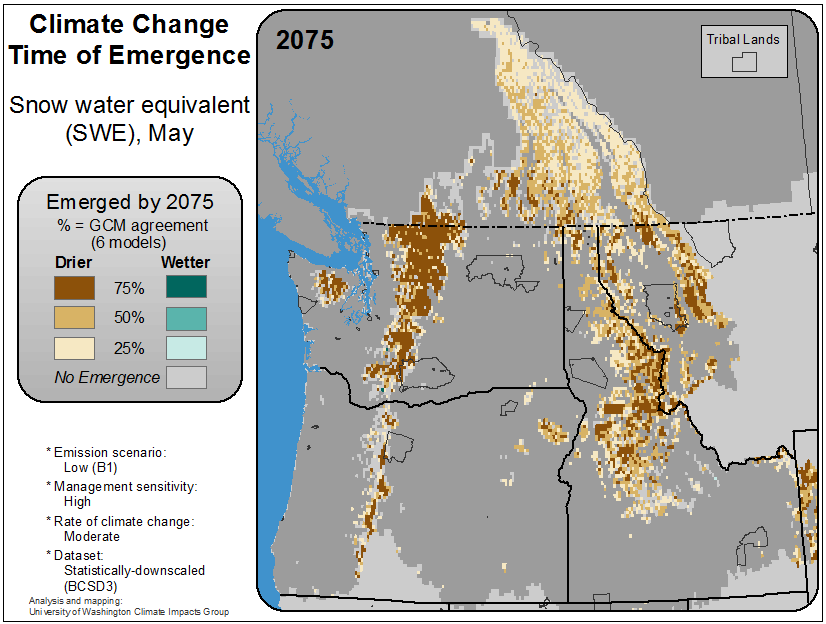 Climate Change
Time of Emergence
Snow water equivalent
(SWE), May
Emerged by 2075
% = GCM agreement
(6 models)
Drier Wetter
75%
50%
25%
No Emergence
* Emission scenario:
Low (B1)
* Management sensitivity:
High
* Rate of climate change:
Moderate
* Dataset:
Statistically-downscaled
(BCSD3)
Analysis and mapping:
University of Washington Climate Impacts Group
2075
Tribal Lands